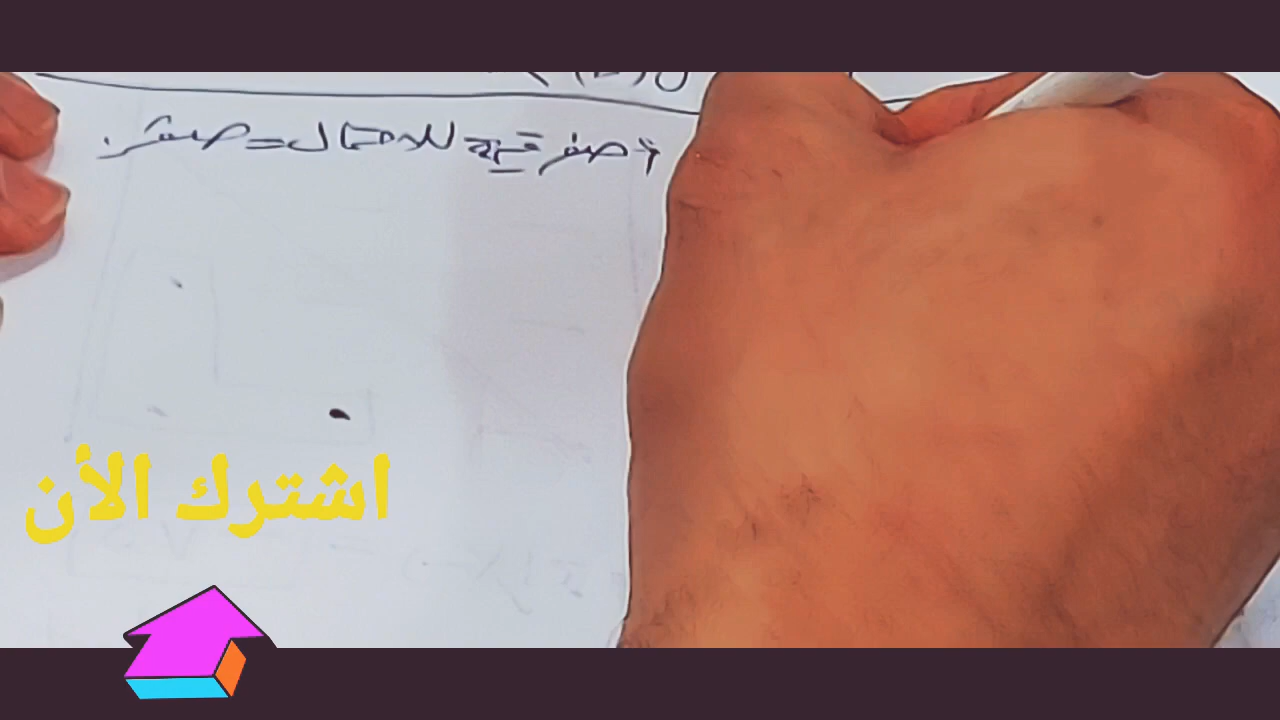 أصغر قيمة للاحتمال = صفر.
اشترك الأن